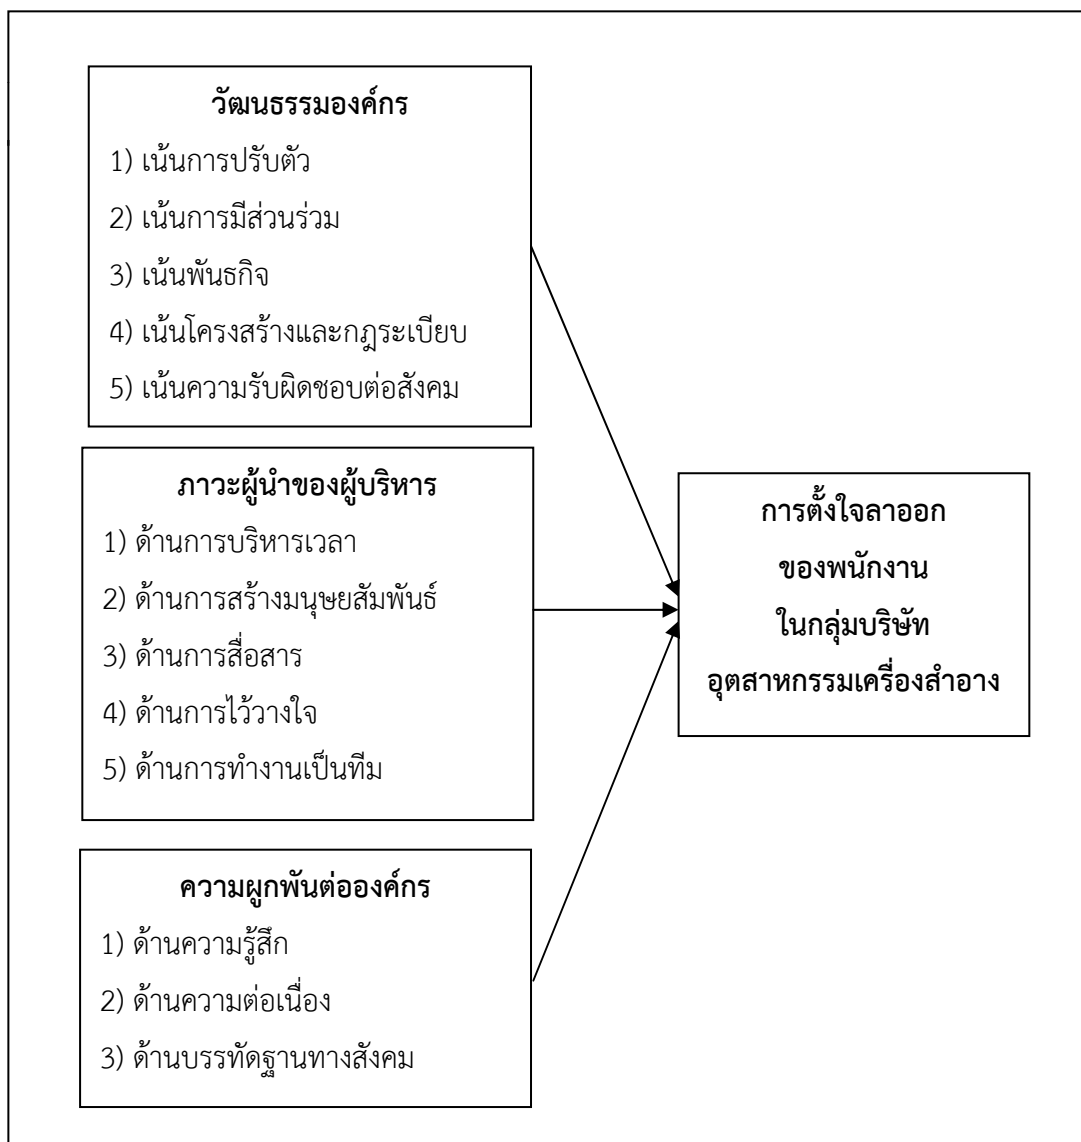 วัฒนธรรมองค์กร
1) เน้นการปรับตัว
2) เน้นการมีส่วนร่วม
3) เน้นพันธกิจ
4) เน้นโครงสร้างและกฎระเบียบ
5) เน้นความรับผิดชอบต่อสังคม
ภาวะผู้นำของผู้บริหาร
1) ด้านการบริหารเวลา
2) ด้านการสร้างมนุษยสัมพันธ์
3) ด้านการสื่อสาร
4) ด้านการไว้วางใจ
5) ด้านการทำงานเป็นทีม
ความผูกพันต่อองค์กร
1) ด้านความรู้สึก
2) ด้านความต่อเนื่อง
3) ด้านบรรทัดฐานทางสังคม
การตั้งใจลาออก
ของพนักงาน
ในกลุ่มบริษัท
อุตสาหกรรมเครื่องสำอาง